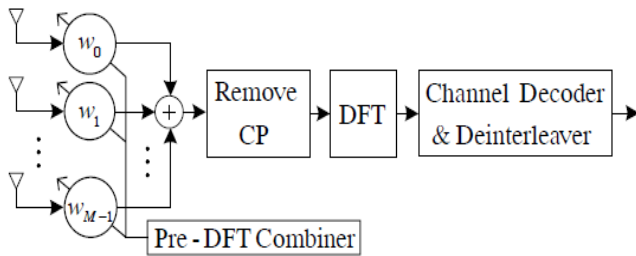 w0
w1
wM−1
+
Remove
CP
DFT
Channel Decoder
& Deinterleaver
Pre - DFT Combiner